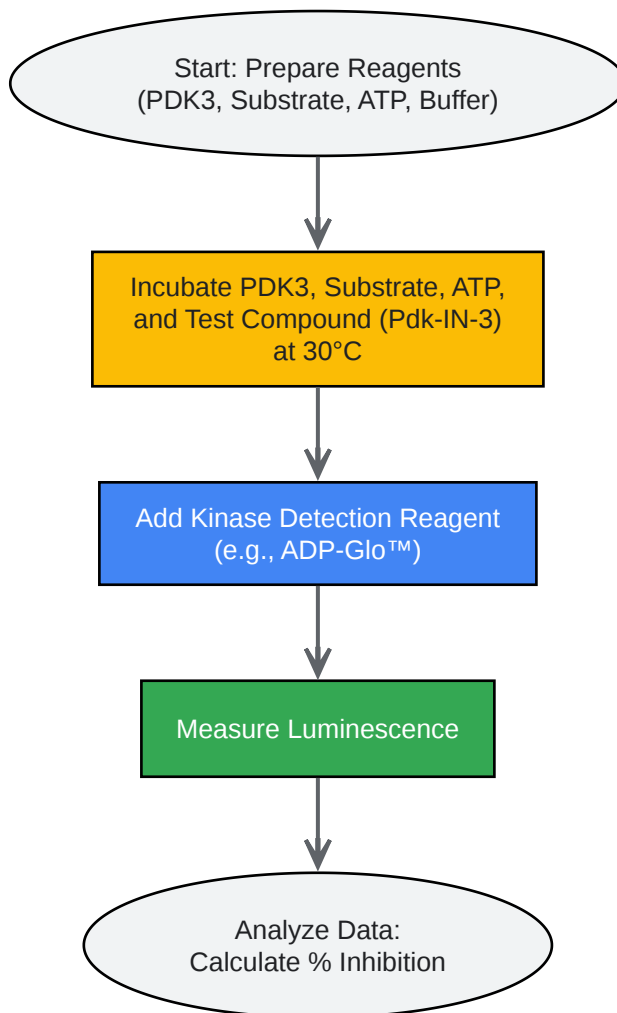 Start: Prepare Reagents
(PDK3, Substrate, ATP, Buffer)
Incubate PDK3, Substrate, ATP,
and Test Compound (Pdk-IN-3)
at 30°C
Add Kinase Detection Reagent
(e.g., ADP-Glo™)
Measure Luminescence
Analyze Data:
Calculate % Inhibition